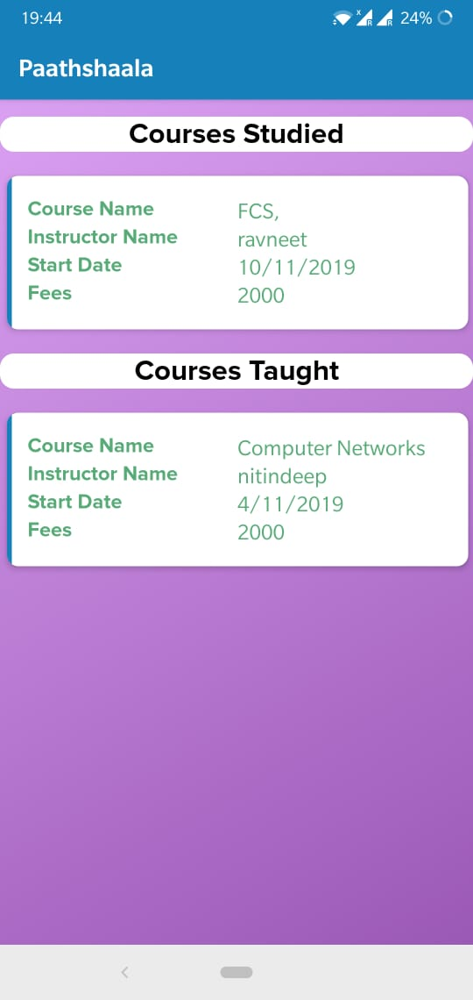 19:44 24%
Paathshaala
Courses Studied
Course Name FCS,
Instructor Name ravneet
Start Date 10/11/2019
Fees 2000
Courses Taught
Course Name Computer Networks
Instructor Name nitindeep
Start Date 4/11/2019
Fees 2000